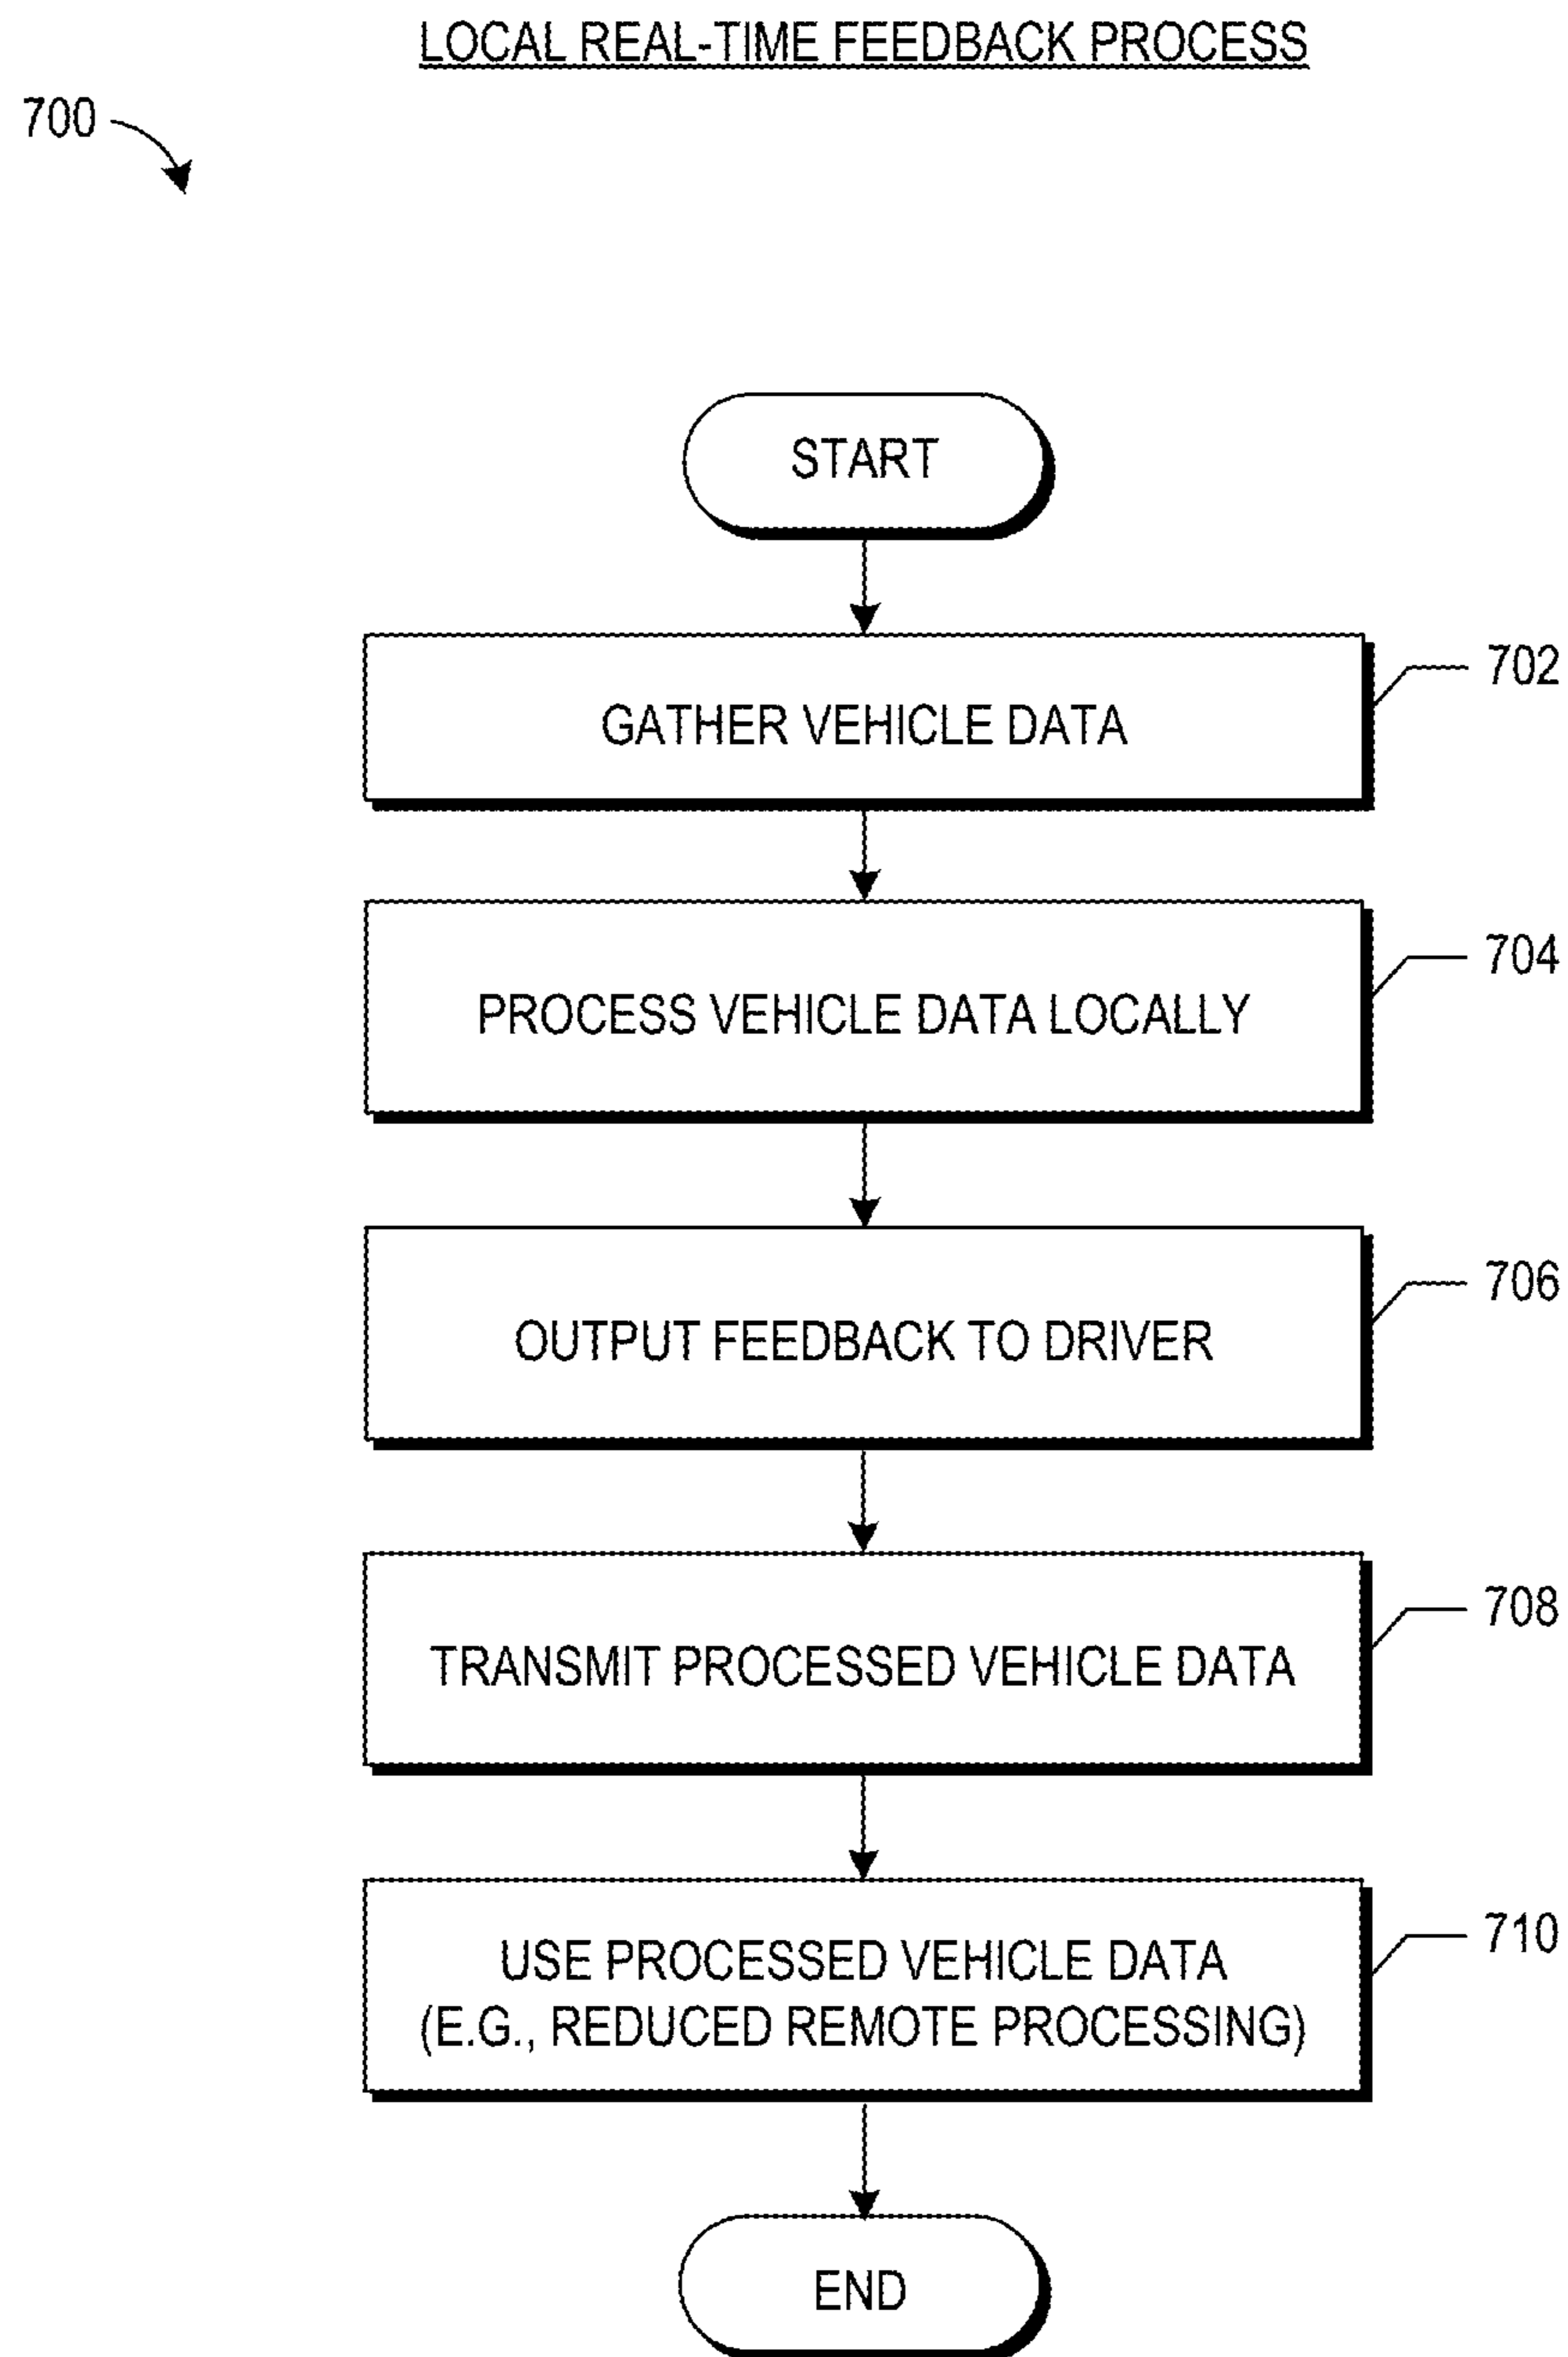 LOCAL REAL-TIME FEEDBACK PROCESS
700
START
GATHER VEHICLE DATA
702
PROCESS VEHICLE DATA LOCALLY
704
OUTPUT FEEDBACK TO DRIVER
706
TRANSMIT PROCESSED VEHICLE DATA
708
USE PROCESSED VEHICLE DATA
(E.G., REDUCED REMOTE PROCESSING)
710
END